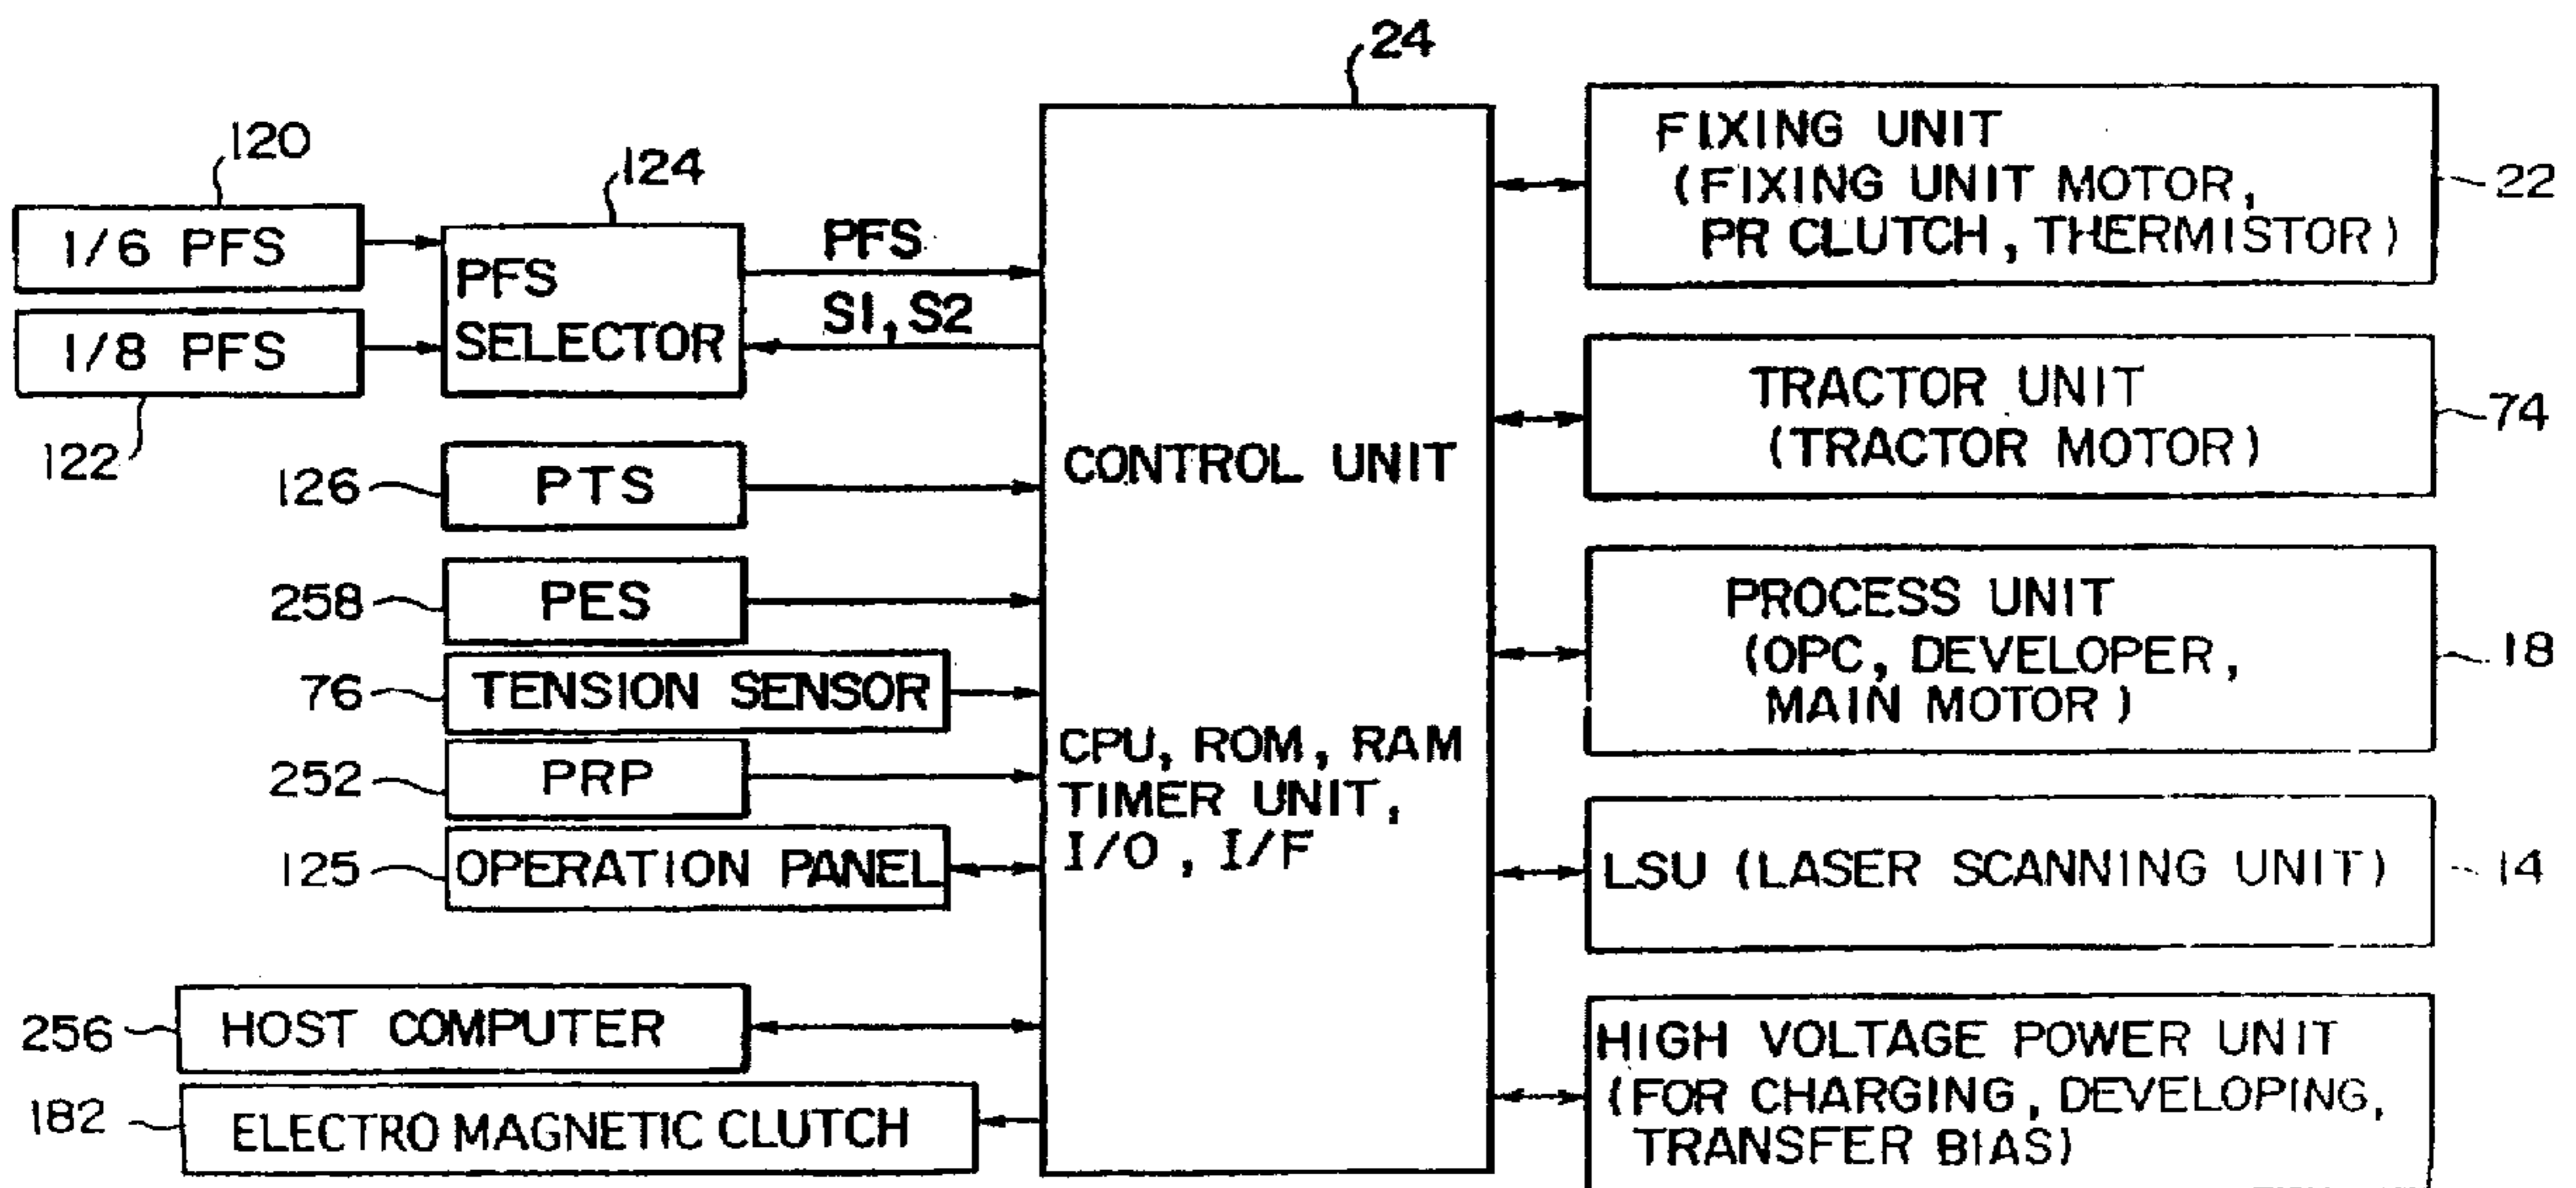 24
120
1/6 PFS
1/8 PFS
122
124
PFS
SELECTOR
PFS
S1, S2
126
PTS
258
PES
76
TENSION SENSOR
252
PRP
125
OPERATION PANEL
256
HOST COMPUTER
182
ELECTRO MAGNETIC CLUTCH
CONTROL UNIT
CPU, ROM, RAM
TIMER UNIT,
I/O, I/F
FIXING UNIT
(FIXING UNIT MOTOR,
PR CLUTCH, THERMISTOR)
22
TRACTOR UNIT
(TRACTOR MOTOR)
74
PROCESS UNIT
(OPC, DEVELOPER,
MAIN MOTOR)
18
LSU (LASER SCANNING UNIT)
14
HIGH VOLTAGE POWER UNIT
(FOR CHARGING, DEVELOPING,
TRANSFER BIAS)